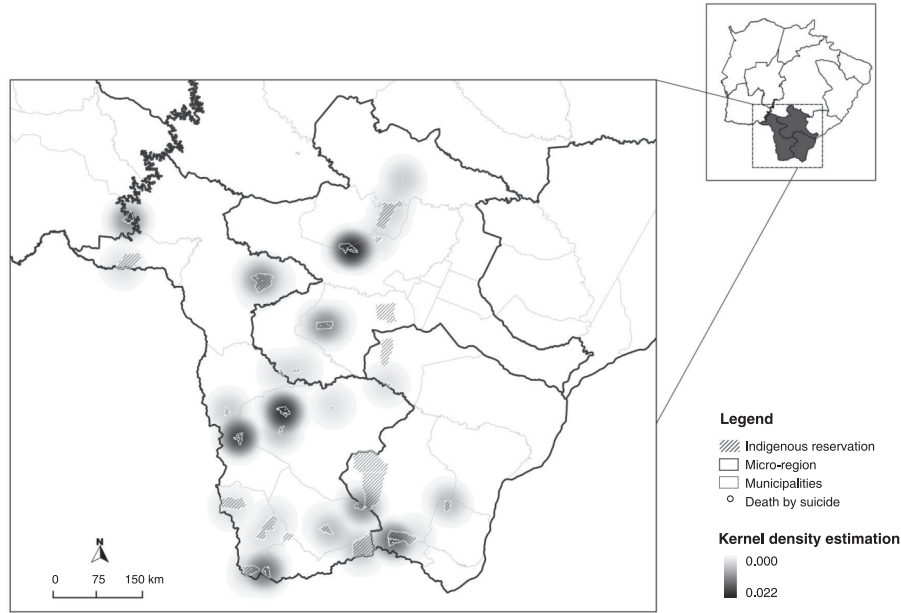 Legend
Indigenous reservation
Micro-region
Municipalities
Death by suicide
Kernel density estimation
0.000
0.022
N
0 75 150 km